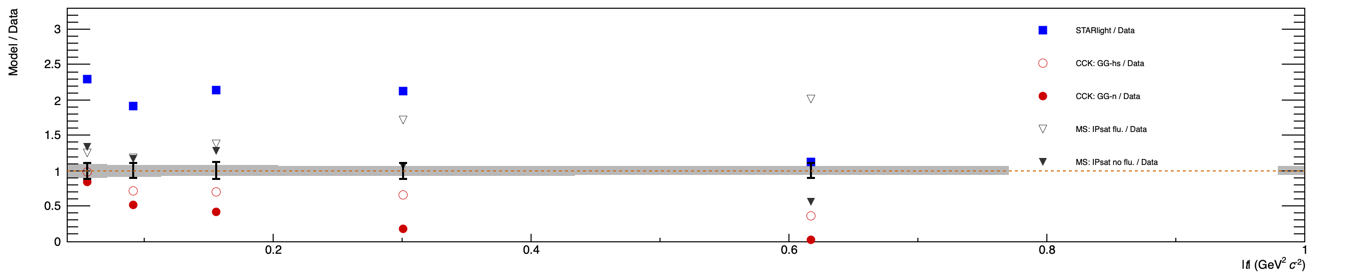 Model / Data
3
2.5
2
1.5
1
0.5
0
0.2
0.4
0.6
0.8
1
|t| (GeV² c⁻²)
STARlight / Data
CCK: GG-hs / Data
CCK: GG-n / Data
MS: IPsat flu. / Data
MS: IPsat no flu. / Data